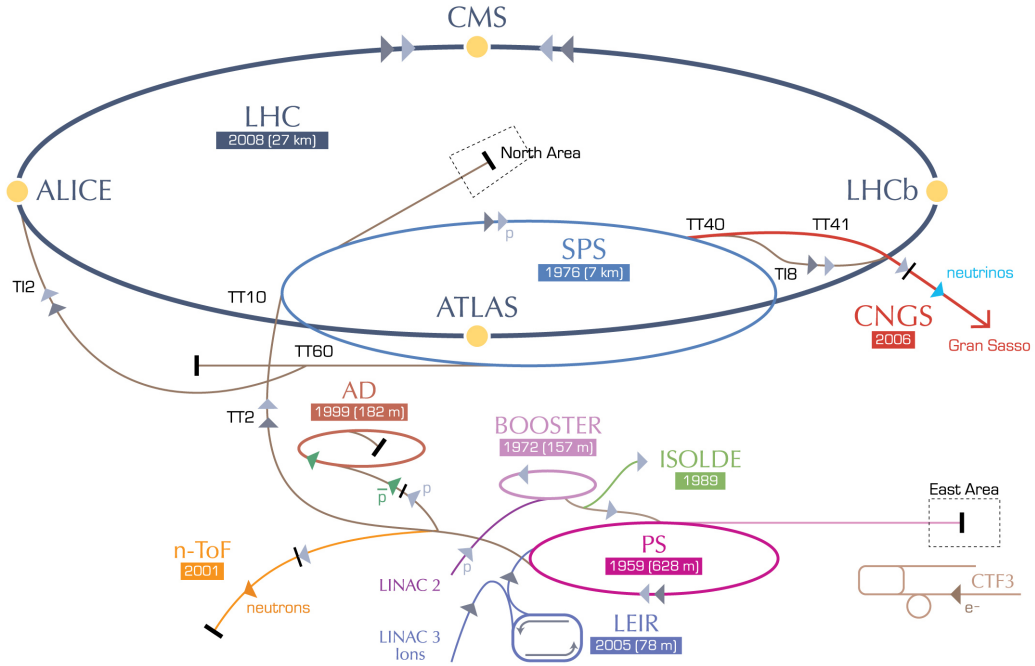 CMS
LHC
2008 (27 km)
North Area
ALICE
LHCb
TT40
TT41
SPS
1976 (7 km)
p
TI8
neutrinos
TI2
TT10
ATLAS
CNGS
2006
Gran Sasso
TT60
AD
1999 (182 m)
TT2
BOOSTER
1972 (157 m)
ISOLDE
1989
p
p̅
East Area
n-ToF
2001
PS
1959 (628 m)
LINAC 2
p
neutrons
CTF3
e–
LEIR
2005 (78 m)
LINAC 3
Ions